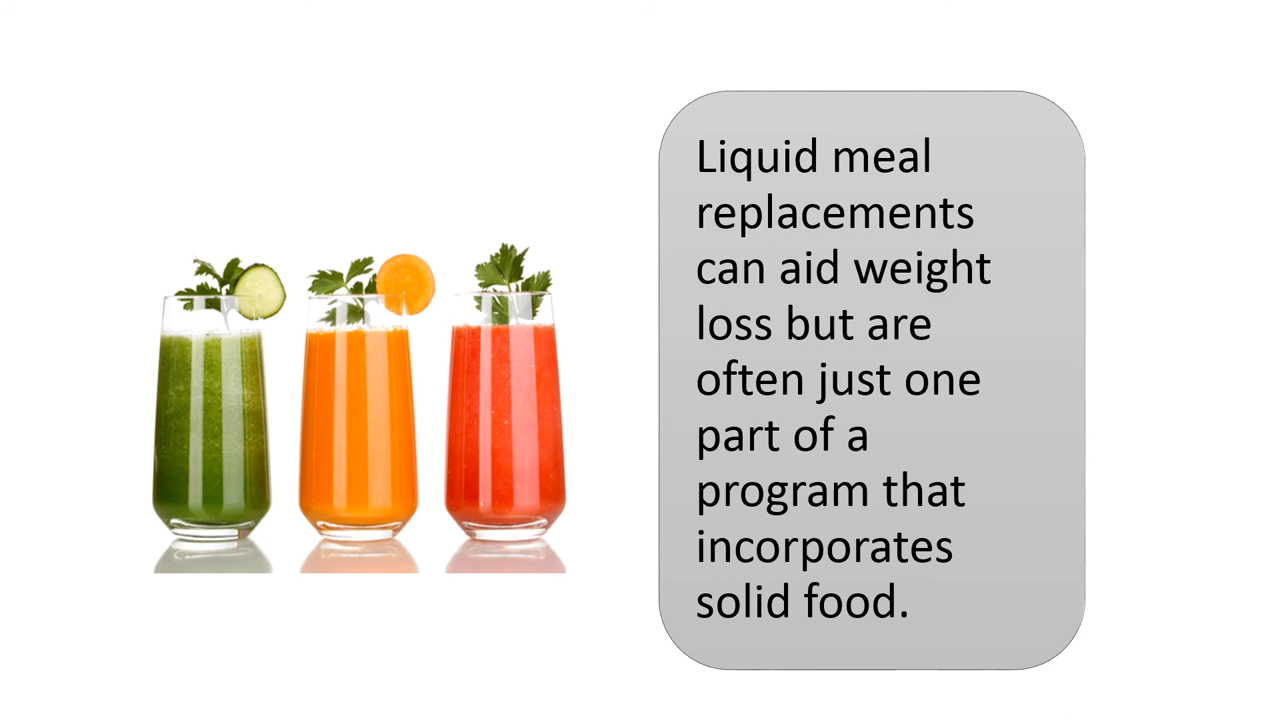 Liquid meal
replacements
can aid weight
loss but are
often just one
part of a
program that
incorporates
solid food.